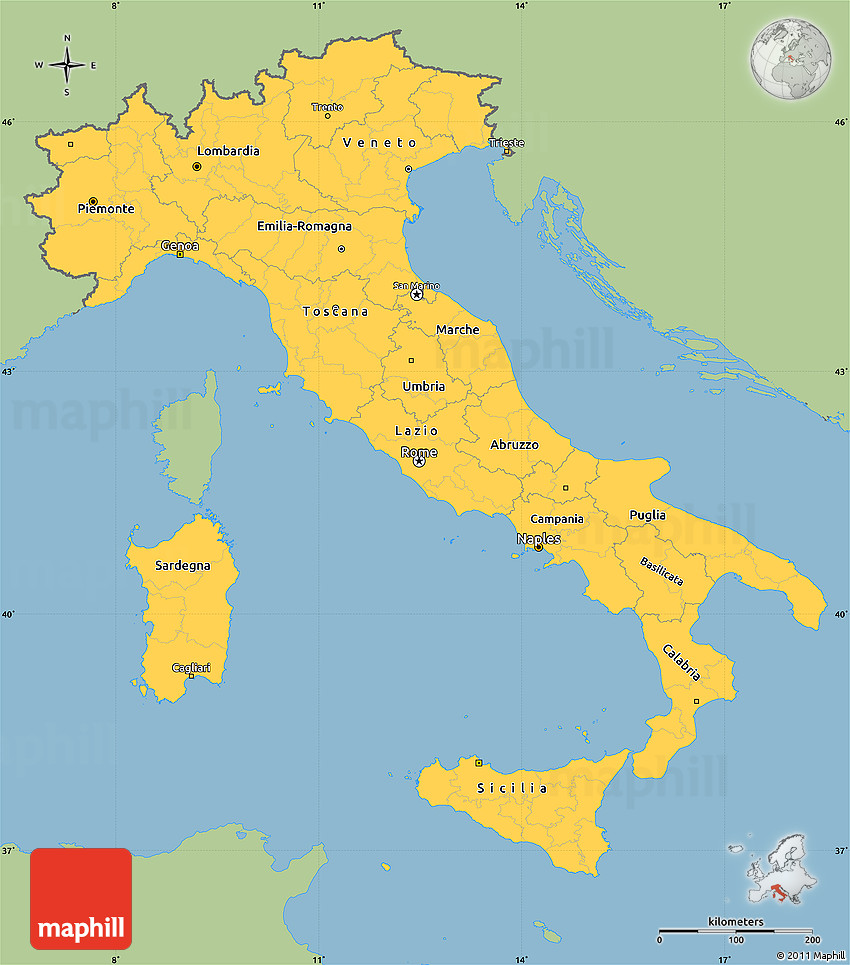 8° 11° 14° 17°
N
W E
S
46° 46°
Trento
Trieste
Veneto
Lombardia
Piemonte
Emilia-Romagna
Genoa
San Marino
Toscana
Marche
maphill
43° 43°
Umbria
maphill
Lazio
Abruzzo
Rome
Puglia
Campania
maphill
Naples
Sardegna
Basilicata
40° 40°
Calabria
Cagliari
maphill
maphill
Sicilia
37° 37°
maphill
kilometers
0 100 200
8° 11° 14° 17°
© 2011 Maphill